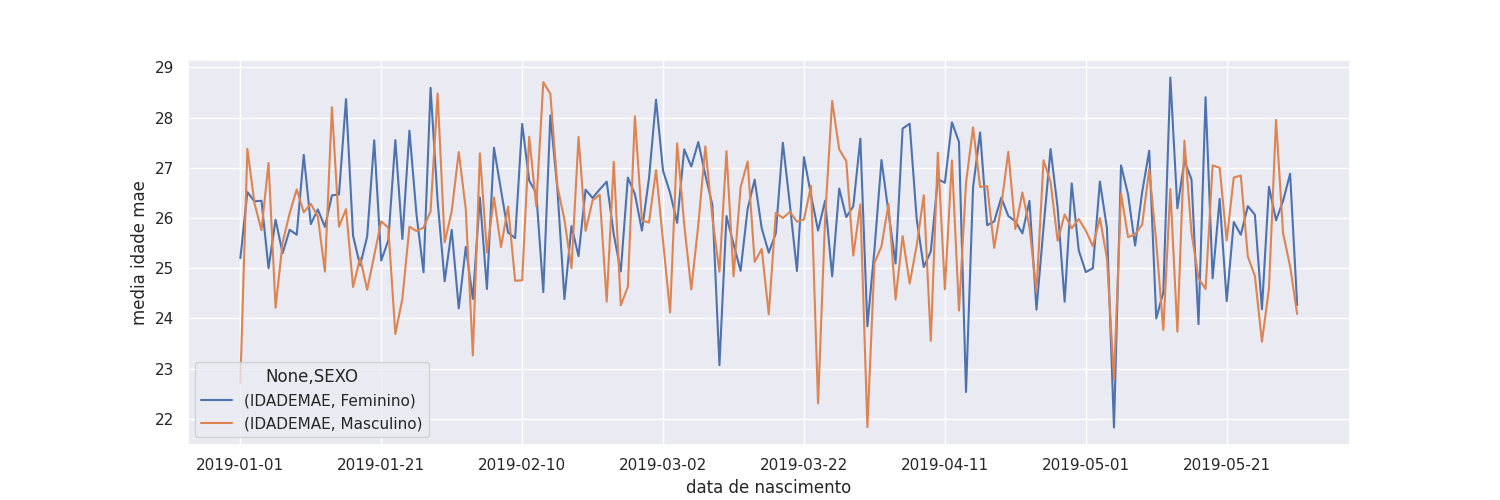 29
28
27
26
25
24
23
22
media idade mae
None,SEXO
(IDADEMAE, Feminino)
(IDADEMAE, Masculino)
2019-01-01 2019-01-21 2019-02-10 2019-03-02 2019-03-22 2019-04-11 2019-05-01 2019-05-21
data de nascimento